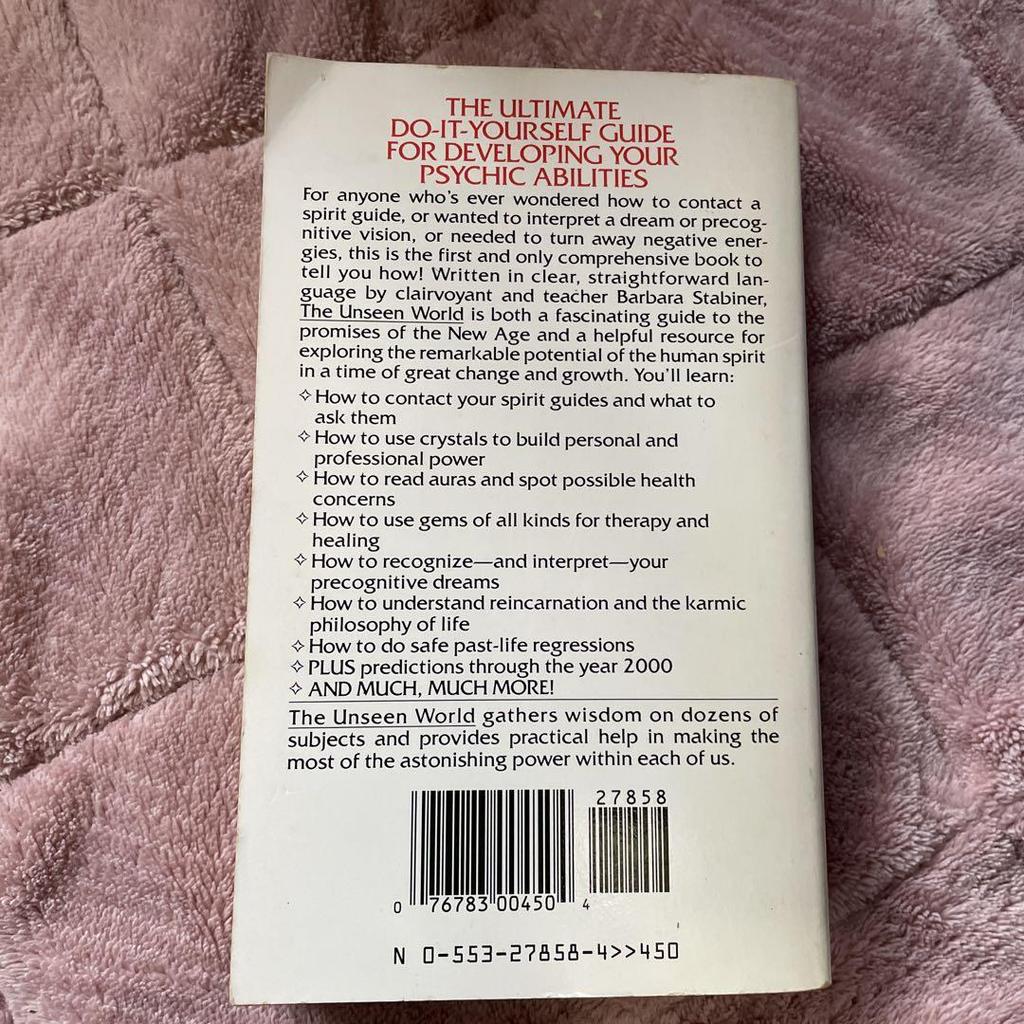 THE ULTIMATE
DO-IT-YOURSELF GUIDE
FOR DEVELOPING YOUR
PSYCHIC ABILITIES
For anyone who's ever wondered how to contact a
spirit guide, or wanted to interpret a dream or precog-
nitive vision, or needed to turn away negative ener-
gies, this is the first and only comprehensive book to
tell you how! Written in clear, straightforward lan-
guage by clairvoyant and teacher Barbara Stabiner,
The Unseen World is both a fascinating guide to the
promises of the New Age and a helpful resource for
exploring the remarkable potential of the human spirit
in a time of great change and growth. You'll learn:
✧ How to contact your spirit guides and what to
ask them
✧ How to use crystals to build personal and
professional power
✧ How to read auras and spot possible health
concerns
✧ How to use gems of all kinds for therapy and
healing
✧ How to recognize—and interpret—your
precognitive dreams
✧ How to understand reincarnation and the karmic
philosophy of life
✧ How to do safe past-life regressions
✧ PLUS predictions through the year 2000
✧ AND MUCH, MUCH MORE!
The Unseen World gathers wisdom on dozens of
subjects and provides practical help in making the
most of the astonishing power within each of us.
27858
0 76783 00450 4
N 0-553-27858-4>>450